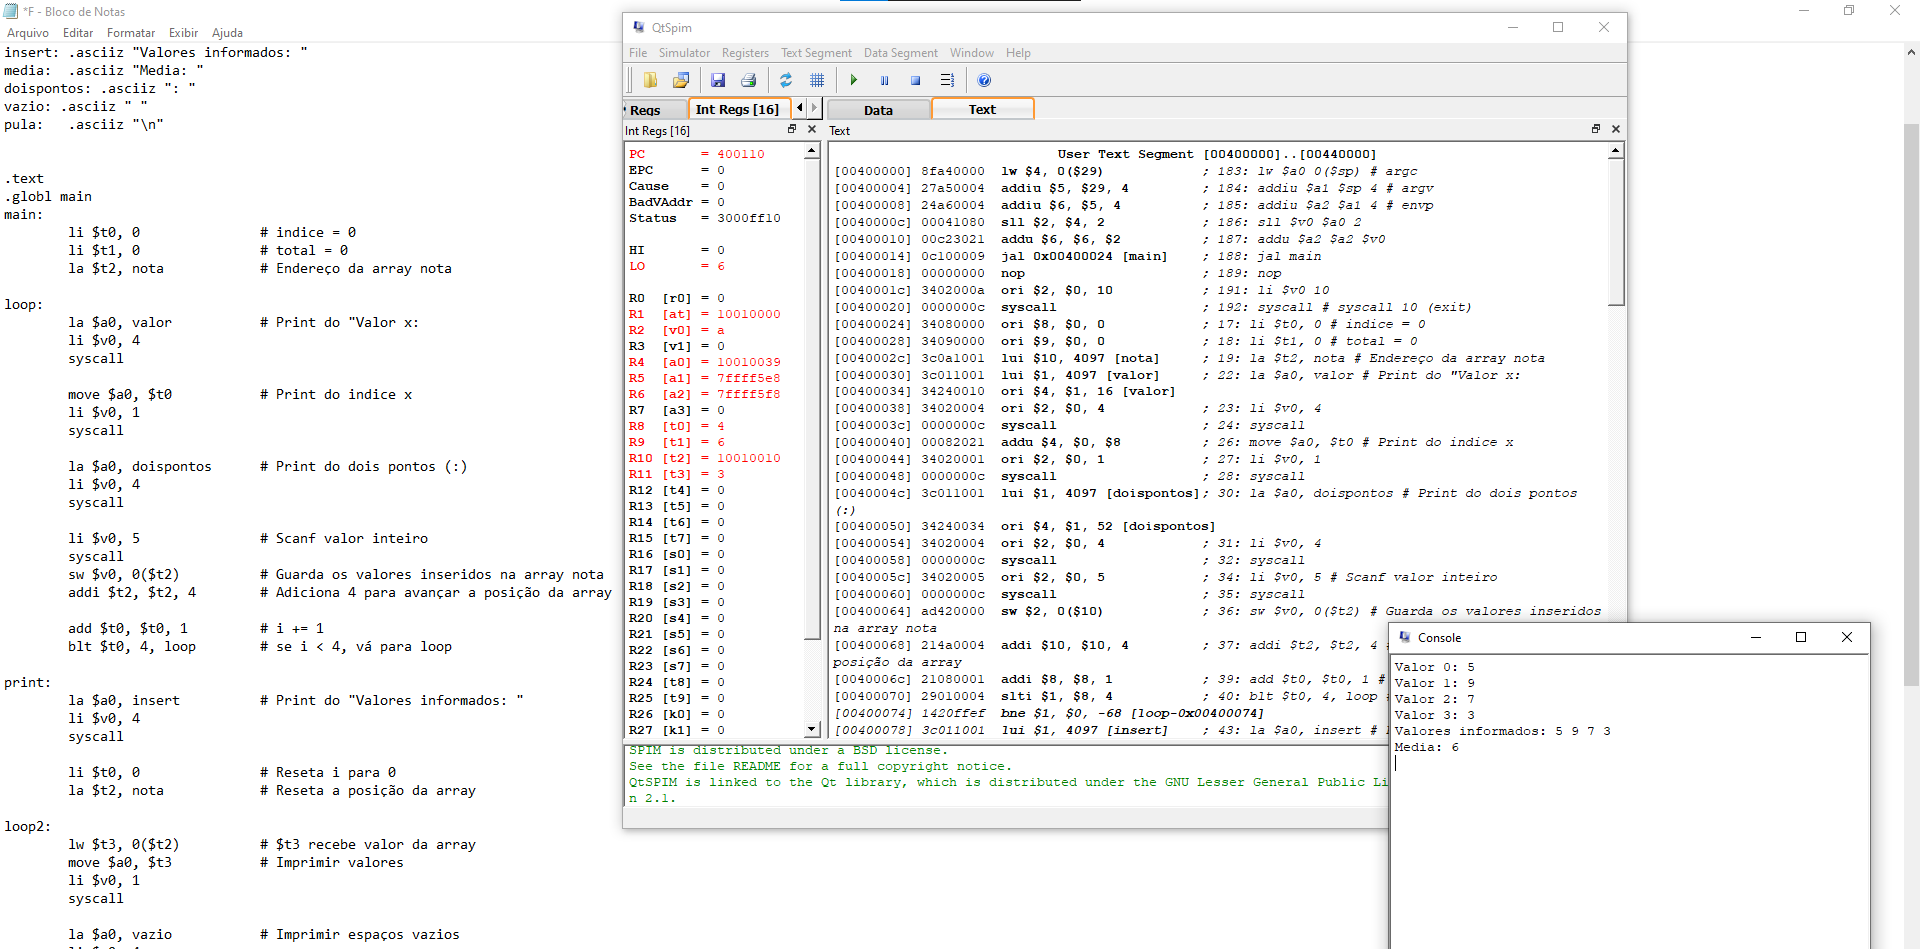 *F - Bloco de Notas
Arquivo Editar Formatar Exibir Ajuda
insert: .asciiz "Valores informados: "
media:  .asciiz "Media: "
doispontos: .asciiz ": "
vazio: .asciiz " "
pula:   .asciiz "\n"
.text
.globl main
main:
li $t0, 0 # indice = 0
li $t1, 0 # total = 0
la $t2, nota # Endereço da array nota
loop:
la $a0, valor # Print do "Valor x:
li $v0, 4
syscall
move $a0, $t0 # Print do indice x
li $v0, 1
syscall
la $a0, doispontos # Print do dois pontos (:)
li $v0, 4
syscall
li $v0, 5 # Scanf valor inteiro
syscall
sw $v0, 0($t2) # Guarda os valores inseridos na array nota
addi $t2, $t2, 4 # Adiciona 4 para avançar a posição da array
add $t0, $t0, 1 # i += 1
blt $t0, 4, loop # se i < 4, vá para loop
print:
la $a0, insert # Print do "Valores informados: "
li $v0, 4
syscall
li $t0, 0 # Reseta i para 0
la $t2, nota # Reseta a posição da array
loop2:
lw $t3, 0($t2) # $t3 recebe valor da array
move $a0, $t3 # Imprimir valores
li $v0, 1
syscall
la $a0, vazio # Imprimir espaços vazios
QtSpim
File Simulator Registers Text Segment Data Segment Window Help
Regs Int Regs [16] Data Text
Int Regs [16]
PC = 400110
EPC = 0
Cause = 0
BadVAddr = 0
Status = 3000ff10
HI = 0
LO = 6
R0 [r0] = 0
R1 [at] = 10010000
R2 [v0] = a
R3 [v1] = 0
R4 [a0] = 10010039
R5 [a1] = 7ffff5e8
R6 [a2] = 7ffff5f8
R7 [a3] = 0
R8 [t0] = 4
R9 [t1] = 6
R10 [t2] = 10010010
R11 [t3] = 3
R12 [t4] = 0
R13 [t5] = 0
R14 [t6] = 0
R15 [t7] = 0
R16 [s0] = 0
R17 [s1] = 0
R18 [s2] = 0
R19 [s3] = 0
R20 [s4] = 0
R21 [s5] = 0
R22 [s6] = 0
R23 [s7] = 0
R24 [t8] = 0
R25 [t9] = 0
R26 [k0] = 0
R27 [k1] = 0
Text
User Text Segment [00400000]..[00440000]
[00400000] 8fa40000 lw $4, 0($29) ; 183: lw $a0 0($sp) # argc
[00400004] 27a50004 addiu $5, $29, 4 ; 184: addiu $a1 $sp 4 # argv
[00400008] 24a60004 addiu $6, $5, 4 ; 185: addiu $a2 $a1 4 # envp
[0040000c] 00041080 sll $2, $4, 2 ; 186: sll $v0 $a0 2
[00400010] 00c23021 addu $6, $6, $2 ; 187: addu $a2 $a2 $v0
[00400014] 0c100009 jal 0x00400024 [main] ; 188: jal main
[00400018] 00000000 nop ; 189: nop
[0040001c] 3402000a ori $2, $0, 10 ; 191: li $v0 10
[00400020] 0000000c syscall ; 192: syscall # syscall 10 (exit)
[00400024] 34080000 ori $8, $0, 0 ; 17: li $t0, 0 # indice = 0
[00400028] 34090000 ori $9, $0, 0 ; 18: li $t1, 0 # total = 0
[0040002c] 3c0a1001 lui $10, 4097 [nota] ; 19: la $t2, nota # Endereço da array nota
[00400030] 3c011001 lui $1, 4097 [valor] ; 22: la $a0, valor # Print do "Valor x:
[00400034] 34240010 ori $4, $1, 16 [valor]
[00400038] 34020004 ori $2, $0, 4 ; 23: li $v0, 4
[0040003c] 0000000c syscall ; 24: syscall
[00400040] 00082021 addu $4, $0, $8 ; 26: move $a0, $t0 # Print do indice x
[00400044] 34020001 ori $2, $0, 1 ; 27: li $v0, 1
[00400048] 0000000c syscall ; 28: syscall
[0040004c] 3c011001 lui $1, 4097 [doispontos]; 30: la $a0, doispontos # Print do dois pontos
(:)
[00400050] 34240034 ori $4, $1, 52 [doispontos]
[00400054] 34020004 ori $2, $0, 4 ; 31: li $v0, 4
[00400058] 0000000c syscall ; 32: syscall
[0040005c] 34020005 ori $2, $0, 5 ; 34: li $v0, 5 # Scanf valor inteiro
[00400060] 0000000c syscall ; 35: syscall
[00400064] ad420000 sw $2, 0($10) ; 36: sw $v0, 0($t2) # Guarda os valores inseridos
na array nota
[00400068] 214a0004 addi $10, $10, 4 ; 37: addi $t2, $t2, 4
posição da array
[0040006c] 21080001 addi $8, $8, 1 ; 39: add $t0, $t0, 1 #
[00400070] 29010004 slti $1, $8, 4 ; 40: blt $t0, 4, loop
[00400074] 1420ffef bne $1, $0, -68 [loop-0x00400074]
[00400078] 3c011001 lui $1, 4097 [insert] ; 43: la $a0, insert #
SPIM is distributed under a BSD license.
See the file README for a full copyright notice.
QtSPIM is linked to the Qt library, which is distributed under the GNU Lesser General Public Li
n 2.1.
Console
Valor 0: 5
Valor 1: 9
Valor 2: 7
Valor 3: 3
Valores informados: 5 9 7 3
Media: 6